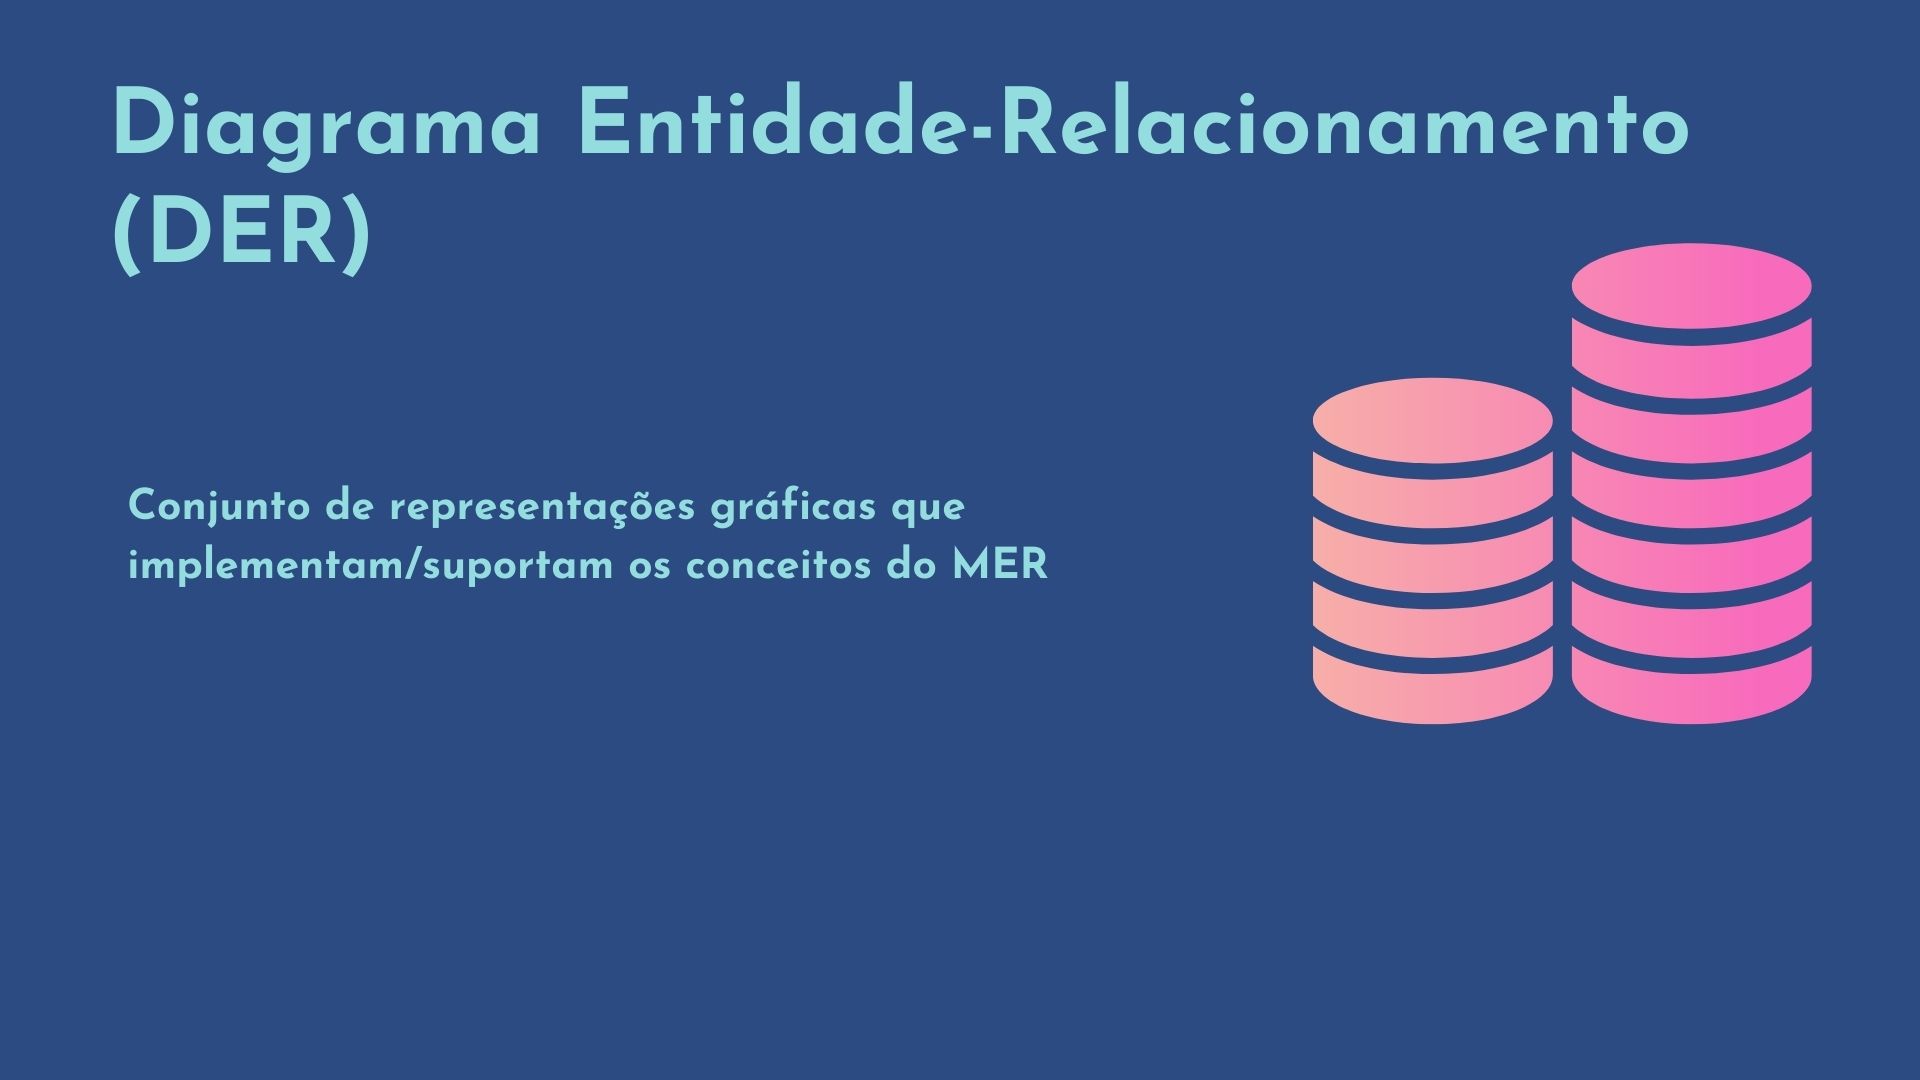 Diagrama Entidade-Relacionamento
(DER)
Conjunto de representações gráficas que
implementam/suportam os conceitos do MER